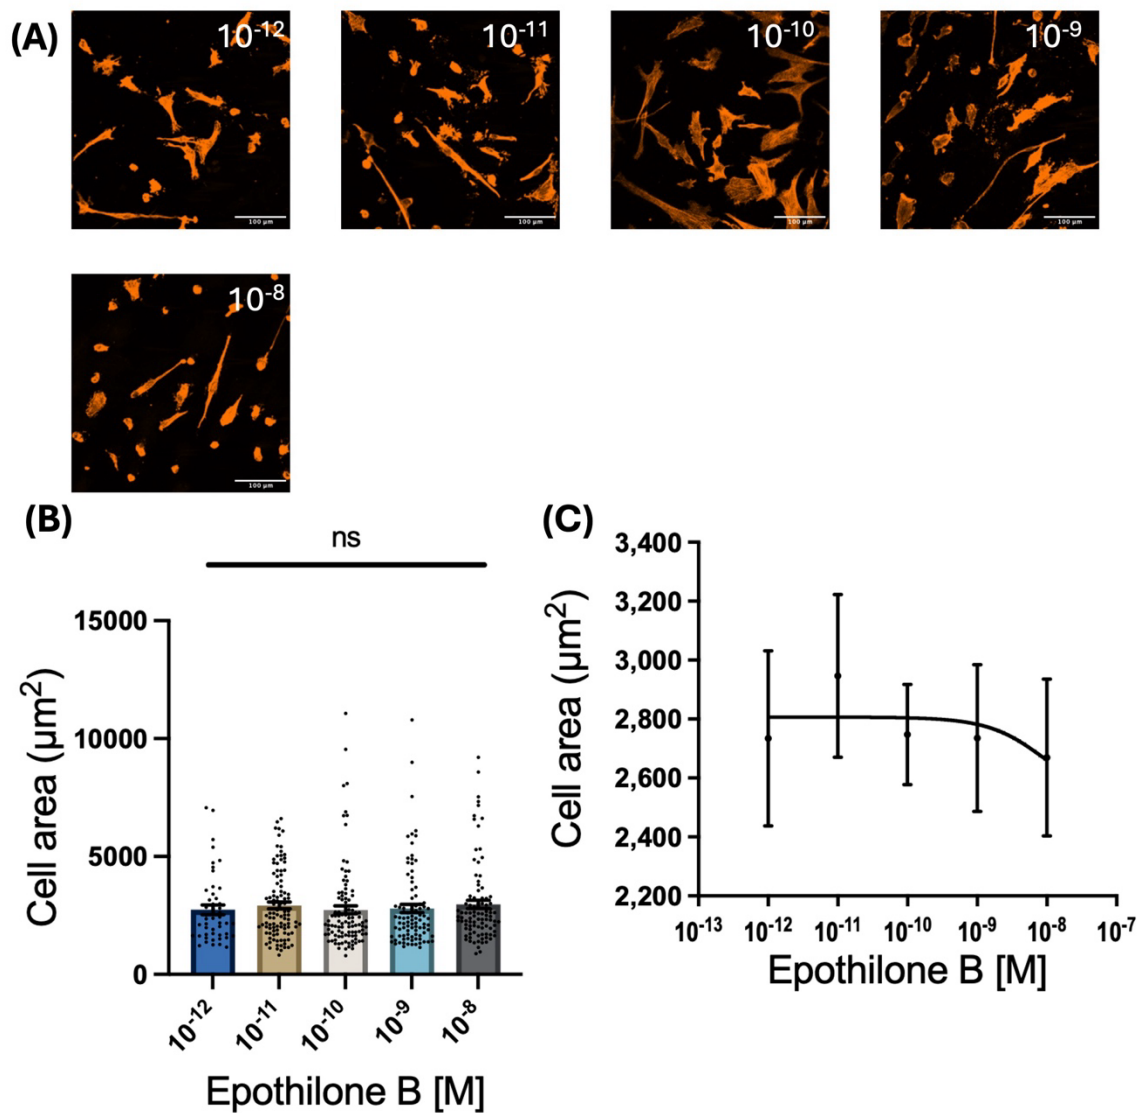 (A)
10⁻¹²
10⁻¹¹
10⁻¹⁰
10⁻⁹
100 µm
100 µm
100 µm
100 µm
10⁻⁸
100 µm
(B)
ns
Cell area (µm²)
15000
10000
5000
0
10⁻¹²
10⁻¹¹
10⁻¹⁰
10⁻⁹
10⁻⁸
Epothilone B [M]
(C)
Cell area (µm²)
3,400
3,200
3,000
2,800
2,600
2,400
2,200
10⁻¹³
10⁻¹²
10⁻¹¹
10⁻¹⁰
10⁻⁹
10⁻⁸
10⁻⁷
Epothilone B [M]